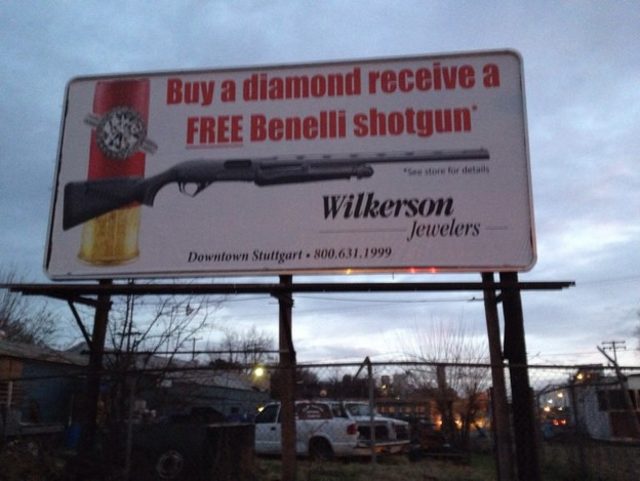 Buy a diamond receive a
FREE Benelli shotgun*
*See store for details
Wilkerson
Jewelers
Downtown Stuttgart • 800.631.1999